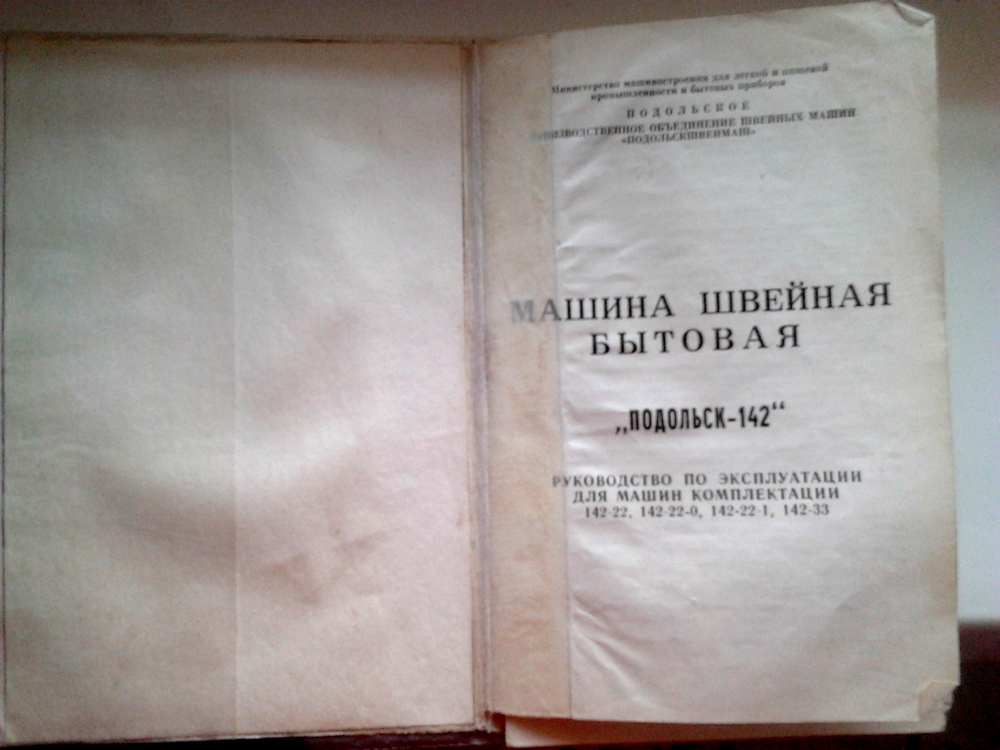 Министерство машиностроения для легкой и пищевой
промышленности и бытовых приборов
ПОДОЛЬСКОЕ
ПРОИЗВОДСТВЕННОЕ ОБЪЕДИНЕНИЕ ШВЕЙНЫХ МАШИН
«ПОДОЛЬСКШВЕЙМАШ»
МАШИНА ШВЕЙНАЯ
БЫТОВАЯ
„ПОДОЛЬСК-142“
РУКОВОДСТВО ПО ЭКСПЛУАТАЦИИ
ДЛЯ МАШИН КОМПЛЕКТАЦИИ
142-22, 142-22-0, 142-22-1, 142-33